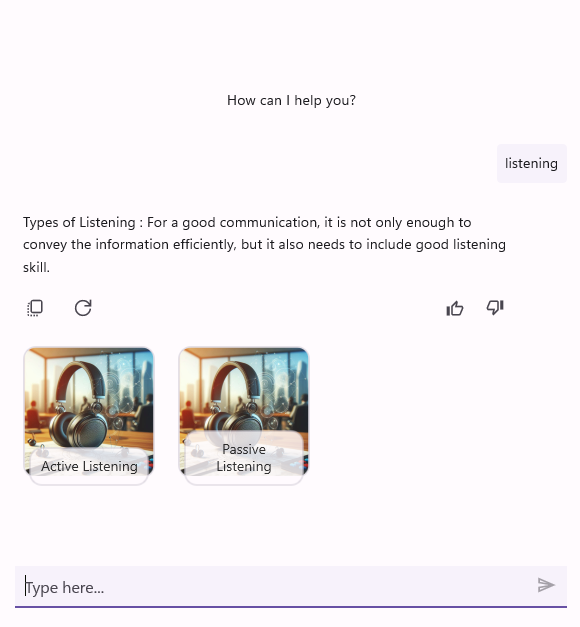 How can I help you?
listening
Types of Listening : For a good communication, it is not only enough to
convey the information efficiently, but it also needs to include good listening
skill.
Active Listening
Passive
Listening
Type here...